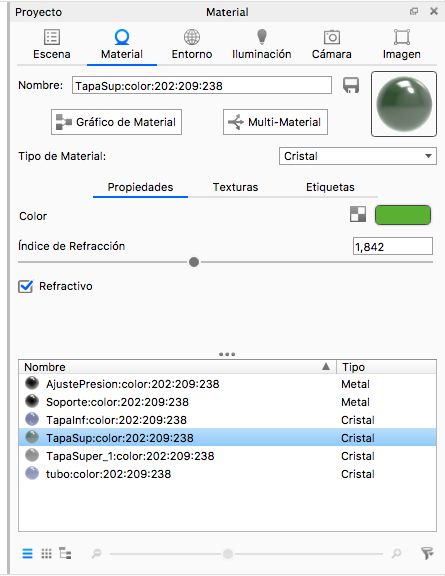 Proyecto Material
Escena Material Entorno Iluminación Cámara Imagen
Nombre: TapaSup:color:202:209:238
Gráfico de Material Multi-Material
Tipo de Material: Cristal
Propiedades Texturas Etiquetas
Color
Índice de Refracción 1,842
Refractivo
Nombre Tipo
AjustePresion:color:202:209:238 Metal
Soporte:color:202:209:238 Metal
TapaInf:color:202:209:238 Cristal
TapaSup:color:202:209:238 Cristal
TapaSuper_1:color:202:209:238 Cristal
tubo:color:202:209:238 Cristal